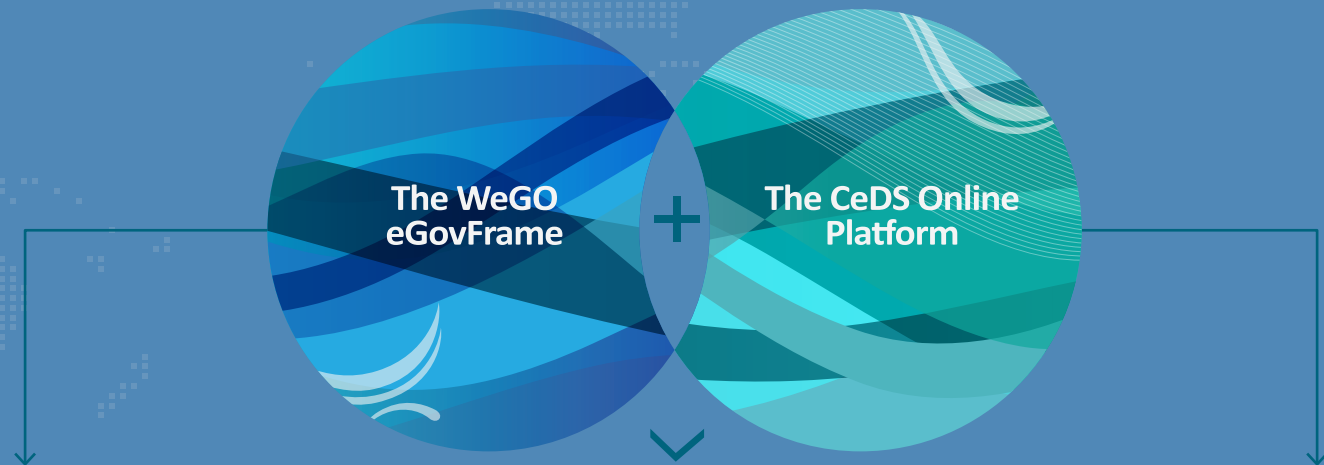 The WeGO
eGovFrame
+
The CeDS Online
Platform